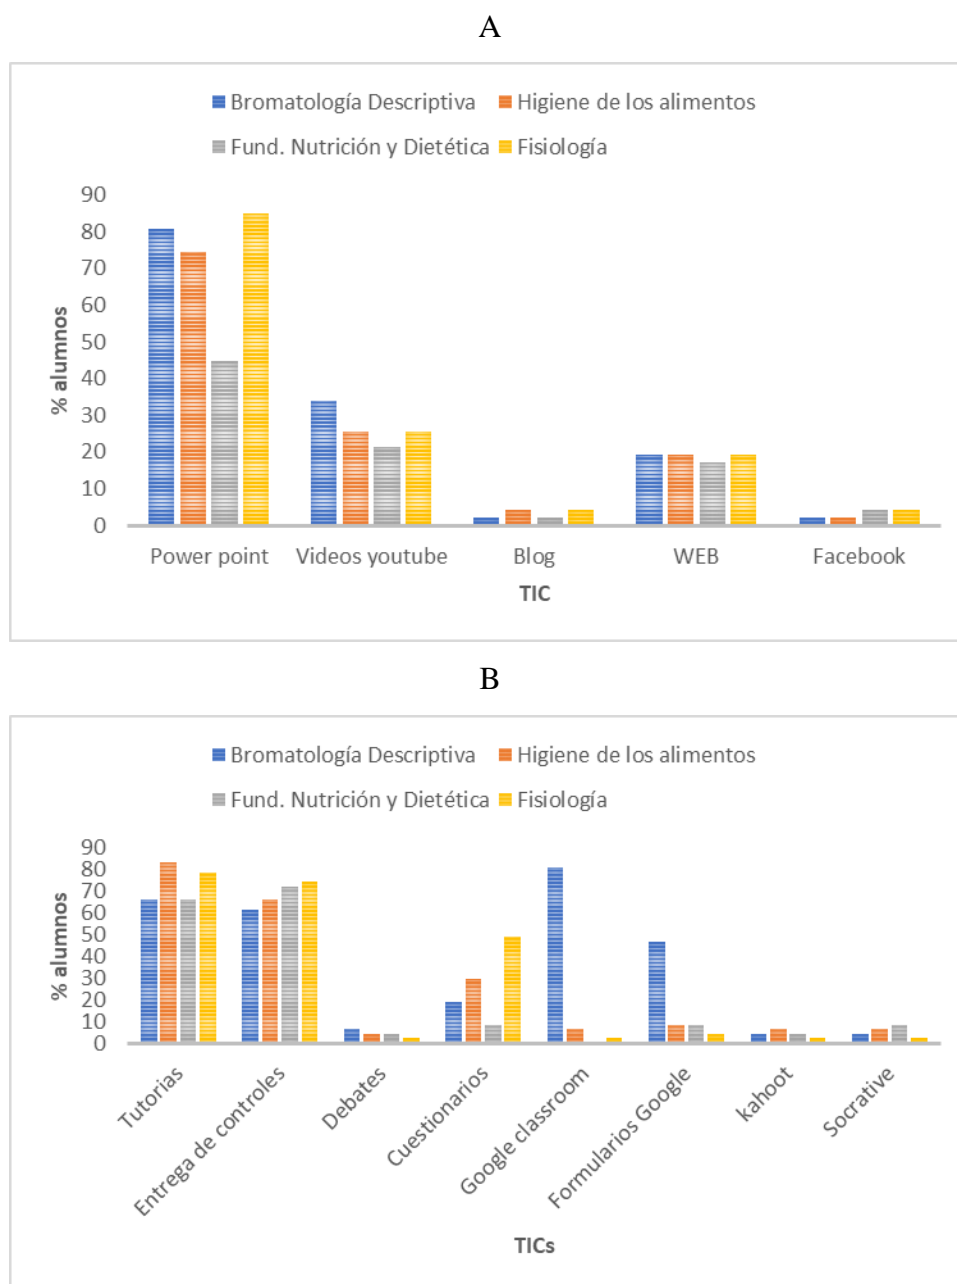 A
Bromatología Descriptiva Higiene de los alimentos
Fund. Nutrición y Dietética Fisiología
90
80
70
60
50
40
30
20
10
0
% alumnos
Power point Videos youtube Blog WEB Facebook
TIC
B
Bromatología Descriptiva Higiene de los alimentos
Fund. Nutrición y Dietética Fisiología
90
80
70
60
50
40
30
20
10
0
% alumnos
Tutorias
Entrega de controles
Debates
Cuestionarios
Google classroom
Formularios Google
kahoot
Socrative
TICs